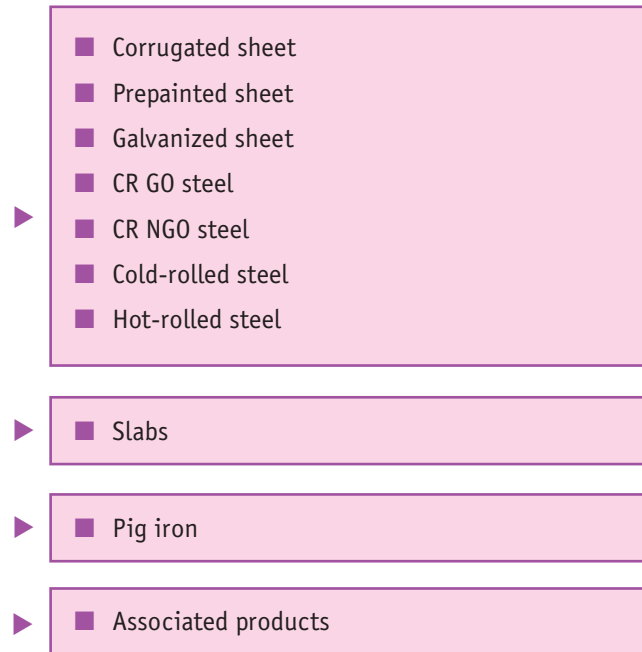 Corrugated sheet
Prepainted sheet
Galvanized sheet
CR GO steel
CR NGO steel
Cold-rolled steel
Hot-rolled steel
Slabs
Pig iron
Associated products